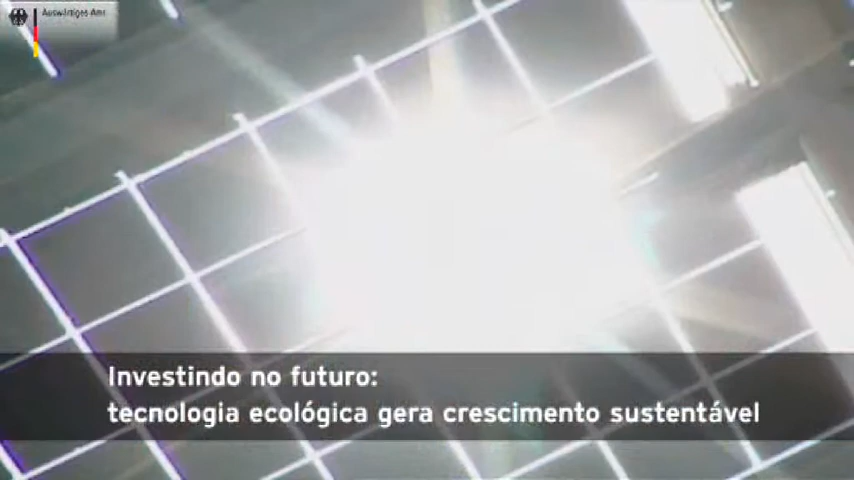 Auswärtiges Amt
Investindo no futuro:
tecnologia ecológica gera crescimento sustentável